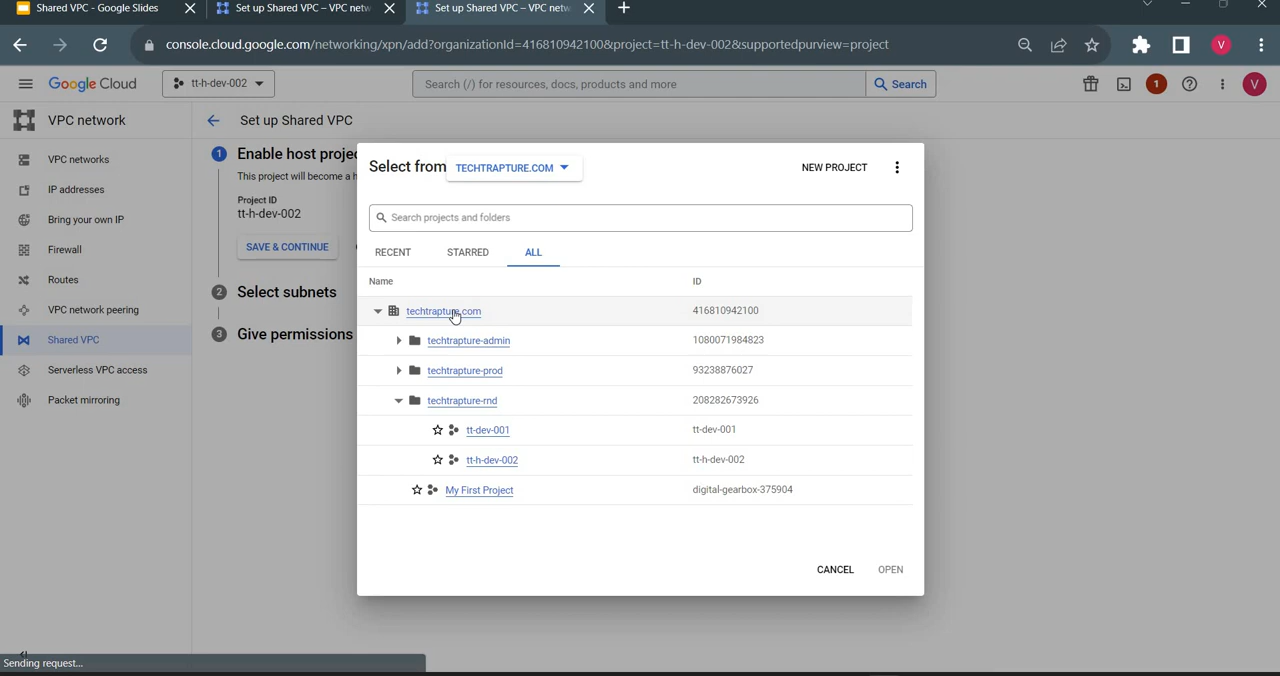 Shared VPC - Google Slides
Set up Shared VPC – VPC netw
Set up Shared VPC – VPC netw
console.cloud.google.com/networking/xpn/add?organizationId=416810942100&project=tt-h-dev-002&supportedpurview=project
V
Google Cloud
tt-h-dev-002
Search (/) for resources, docs, products and more
Search
1
V
VPC network
Set up Shared VPC
VPC networks
IP addresses
Bring your own IP
Firewall
Routes
VPC network peering
Shared VPC
Serverless VPC access
Packet mirroring
1 Enable host projec
This project will become a h
Project ID
tt-h-dev-002
SAVE & CONTINUE
2 Select subnets
3 Give permissions
Select from TECHTRAPTURE.COM
NEW PROJECT
Search projects and folders
RECENT STARRED ALL
Name ID
techtrapture.com 416810942100
techtrapture-admin 1080071984823
techtrapture-prod 93238876027
techtrapture-rnd 208282673926
tt-dev-001 tt-dev-001
tt-h-dev-002 tt-h-dev-002
My First Project digital-gearbox-375904
CANCEL OPEN
Sending request...